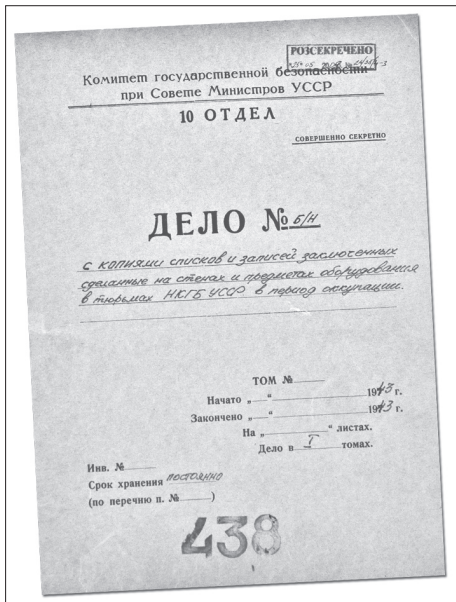 РОЗСЕКРЕЧЕНО
Комитет государственной безопасности
при Совете Министров УССР
10 ОТДЕЛ
СОВЕРШЕННО СЕКРЕТНО
ДЕЛО № Б/Н
с копиями списков и записей заключенных
сделанные на стенах и предметах оборудования
в тюрьмах НКГБ УССР в период оккупации.
ТОМ №
Начато „ “ 1943 г.
Закончено „ “ 1943 г.
На „ “ листах.
Дело в I томах.
Инв. №
Срок хранения постоянно
(по перечню п. № )
438